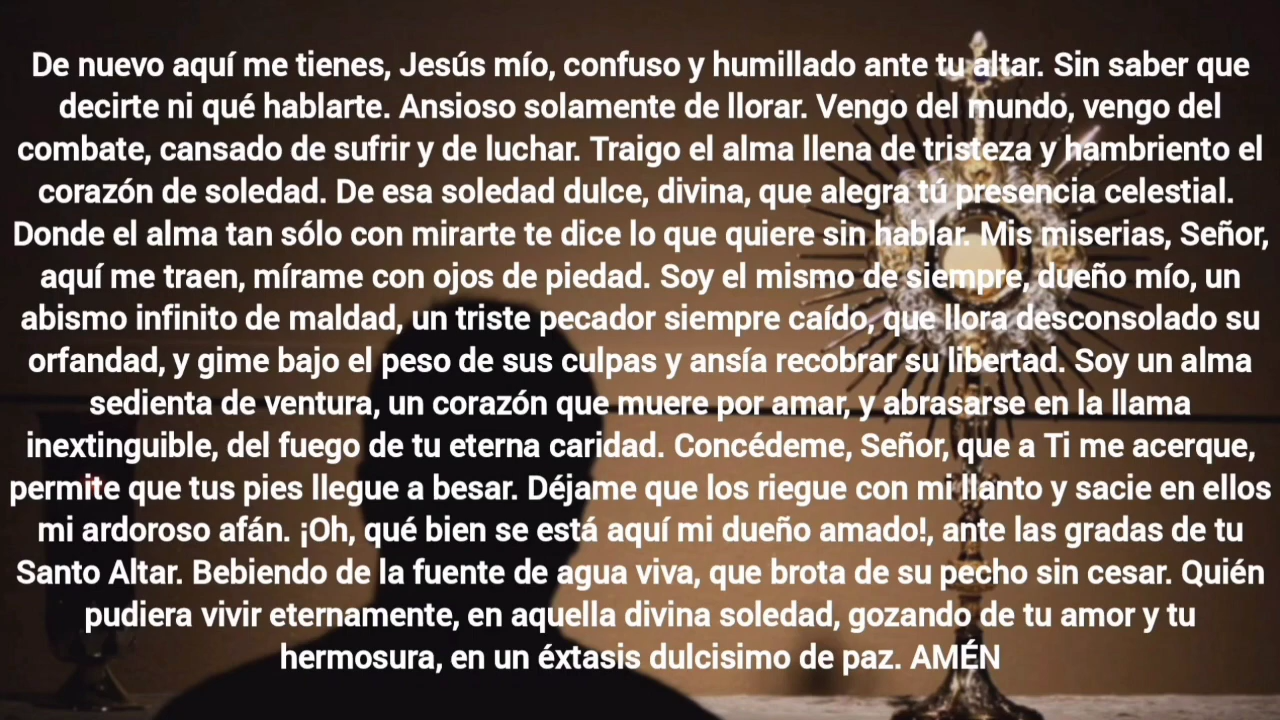 De nuevo aquí me tienes, Jesús mío, confuso y humillado ante tu altar. Sin saber que
decirte ni qué hablarte. Ansioso solamente de llorar. Vengo del mundo, vengo del
combate, cansado de sufrir y de luchar. Traigo el alma llena de tristeza y hambriento el
corazón de soledad. De esa soledad dulce, divina, que alegra tú presencia celestial.
Donde el alma tan sólo con mirarte te dice lo que quiere sin hablar. Mis miserias, Señor,
aquí me traen, mírame con ojos de piedad. Soy el mismo de siempre, dueño mío, un
abismo infinito de maldad, un triste pecador siempre caído, que llora desconsolado su
orfandad, y gime bajo el peso de sus culpas y ansía recobrar su libertad. Soy un alma
sedienta de ventura, un corazón que muere por amar, y abrasarse en la llama
inextinguible, del fuego de tu eterna caridad. Concédeme, Señor, que a Ti me acerque,
permite que tus pies llegue a besar. Déjame que los riegue con mi llanto y sacie en ellos
mi ardoroso afán. ¡Oh, qué bien se está aquí mi dueño amado!, ante las gradas de tu
Santo Altar. Bebiendo de la fuente de agua viva, que brota de su pecho sin cesar. Quién
pudiera vivir eternamente, en aquella divina soledad, gozando de tu amor y tu
hermosura, en un éxtasis dulcisimo de paz. AMÉN